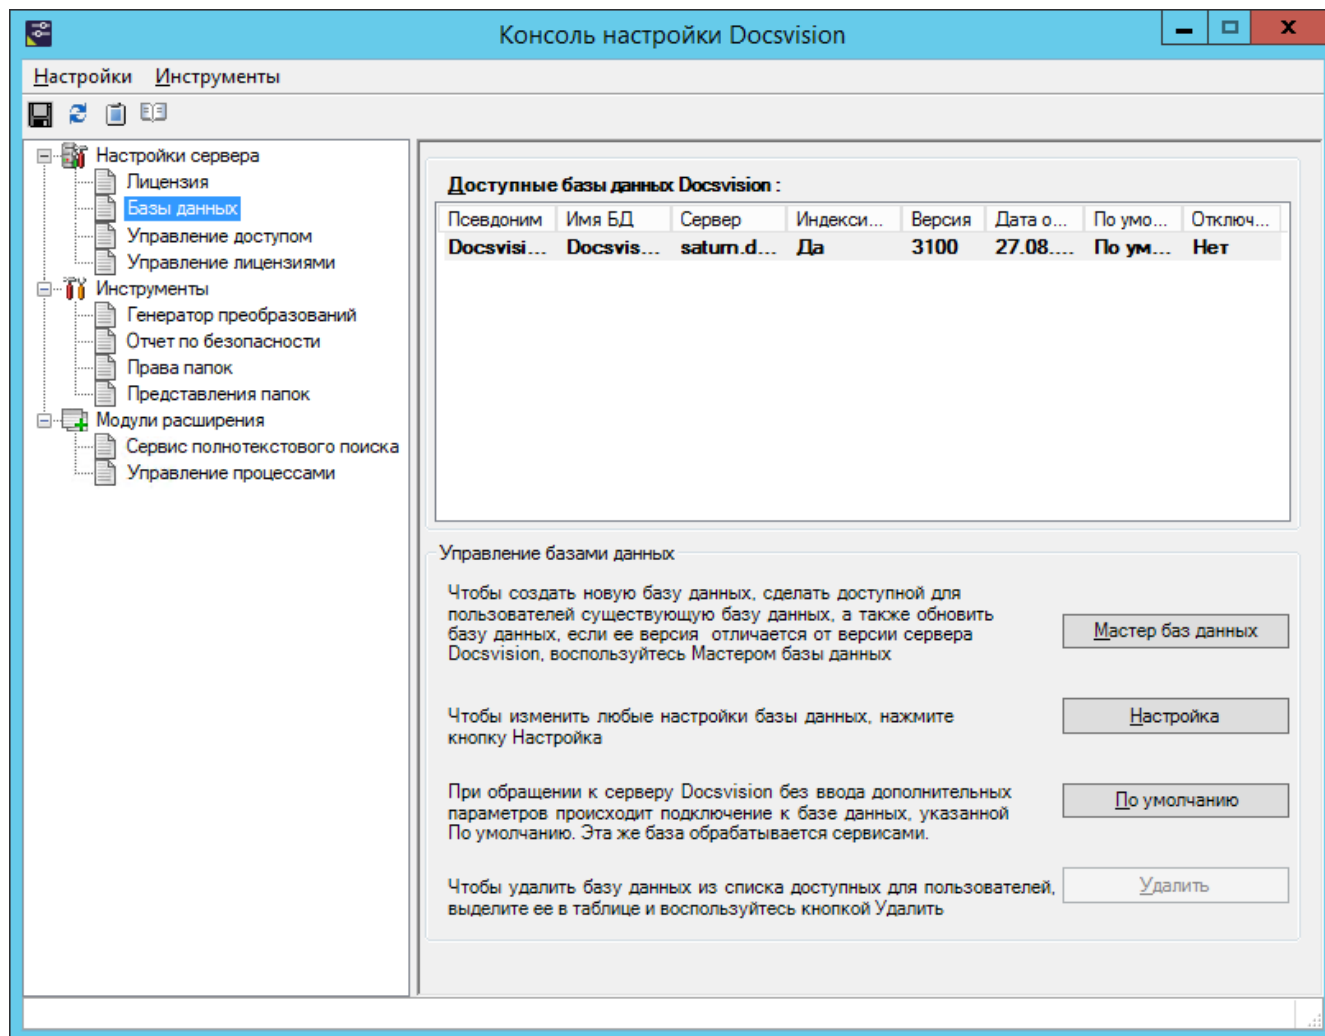 Консоль настройки Docsvision
Настройки Инструменты
Настройки сервера
Лицензия
Базы данных
Управление доступом
Управление лицензиями
Инструменты
Генератор преобразований
Отчет по безопасности
Права папок
Представления папок
Модули расширения
Сервис полнотекстового поиска
Управление процессами
Доступные базы данных Docsvision :
Псевдоним Имя БД Сервер Индекси... Версия Дата о... По умо... Отключ...
Docsvisi... Docsvis... saturn.d... Да 3100 27.08.... По ум... Нет
Управление базами данных
Чтобы создать новую базу данных, сделать доступной для
пользователей существующую базу данных, а также обновить
базу данных, если ее версия отличается от версии сервера
Docsvision, воспользуйтесь Мастером базы данных
Мастер баз данных
Чтобы изменить любые настройки базы данных, нажмите
кнопку Настройка
Настройка
При обращении к серверу Docsvision без ввода дополнительных
параметров происходит подключение к базе данных, указанной
По умолчанию. Эта же база обрабатывается сервисами.
По умолчанию
Чтобы удалить базу данных из списка доступных для пользователей,
выделите ее в таблице и воспользуйтесь кнопкой Удалить
Удалить